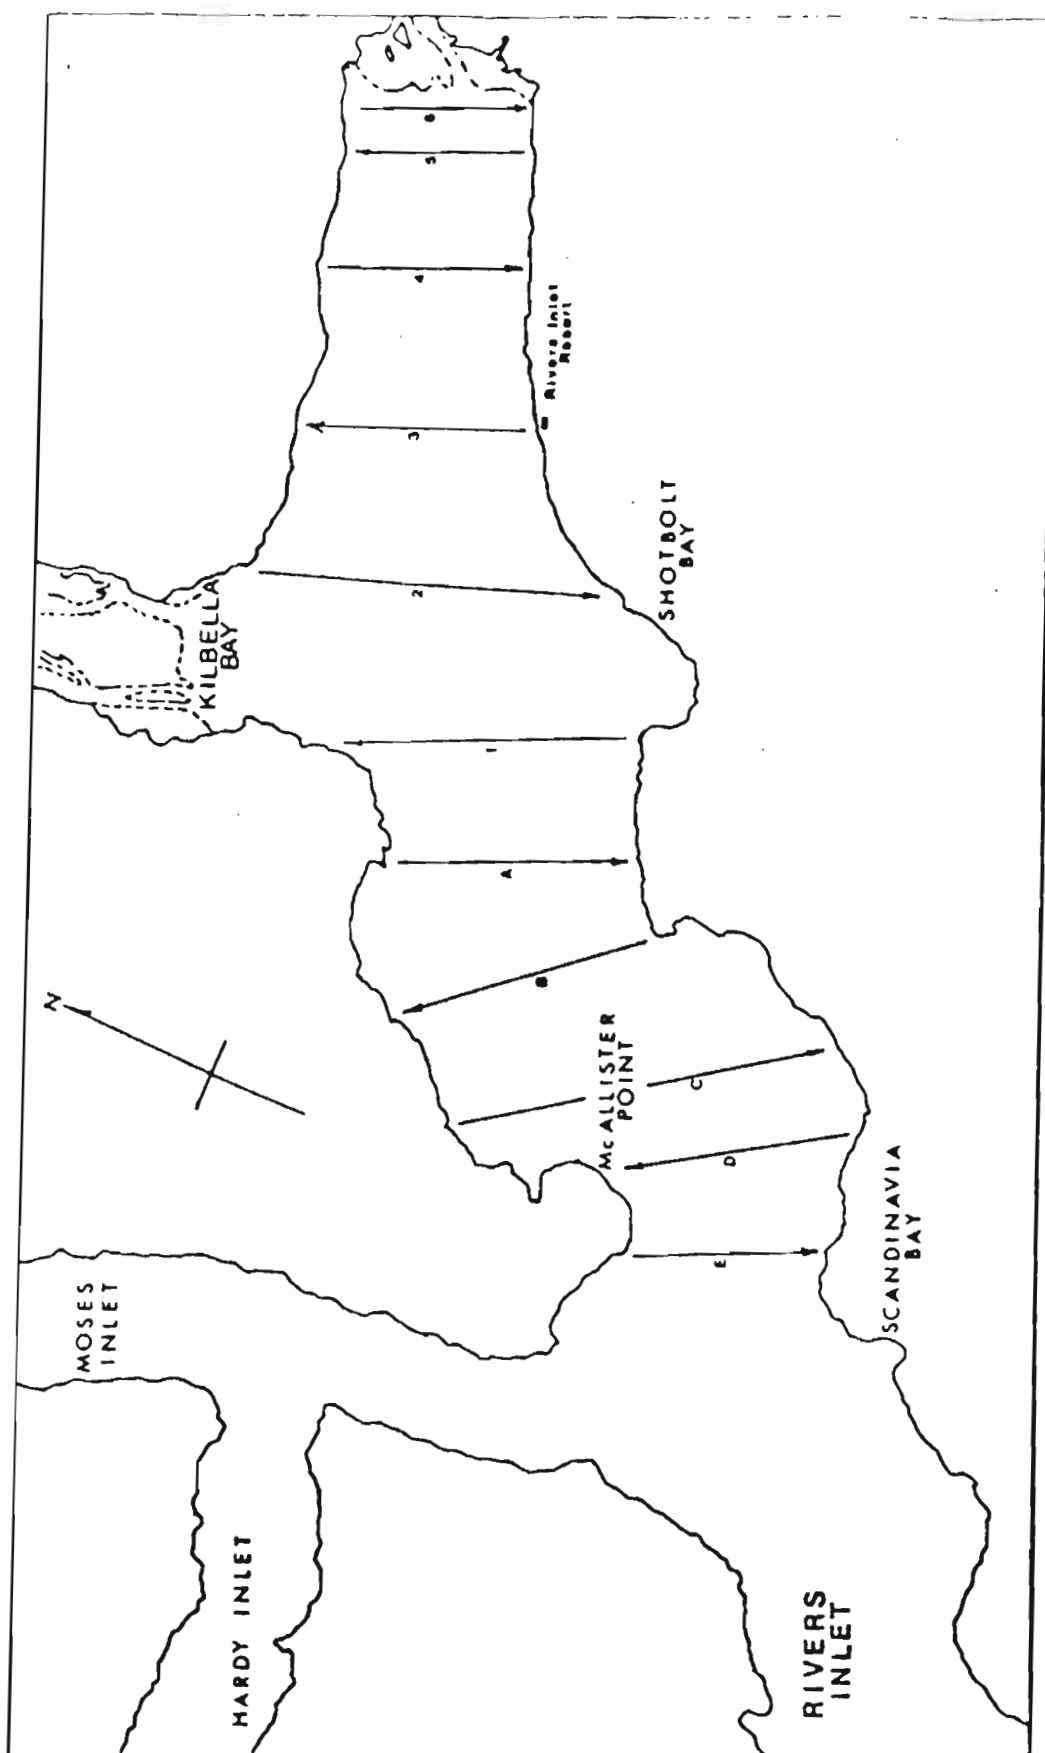 6
5
4
Rivers Inlet
Resort
3
SHOTBOLT
BAY
2
KILBELLA
BAY
1
A
B
N
McALLISTER
POINT
C
D
E
SCANDINAVIA
BAY
MOSES
INLET
HARDY INLET
RIVERS
INLET